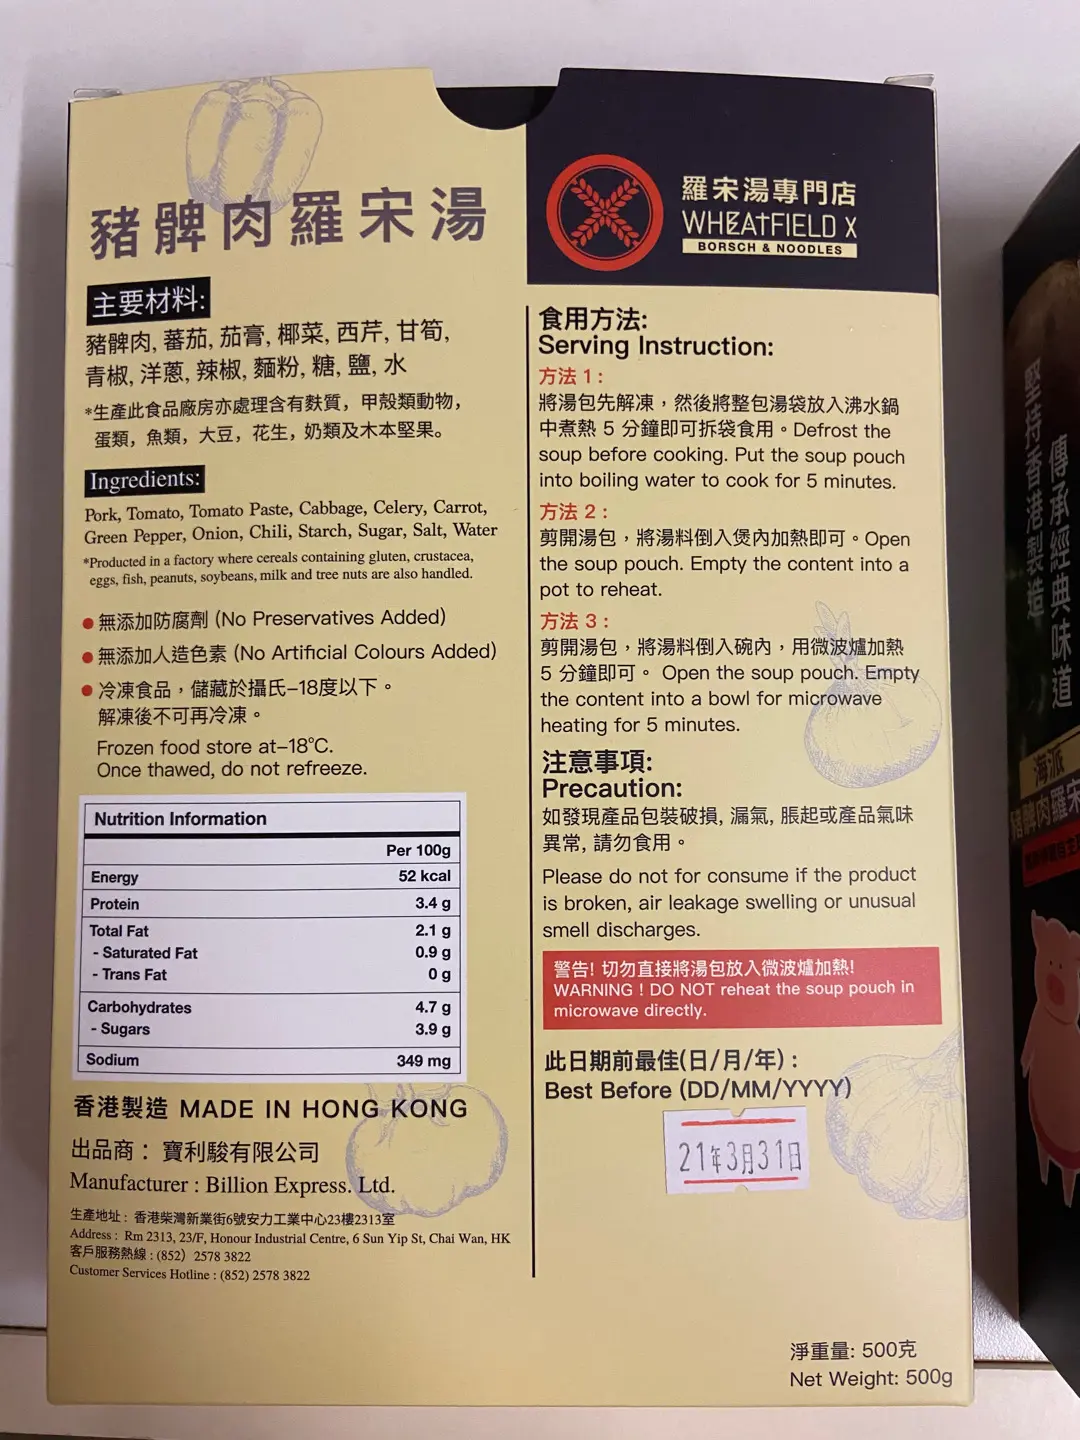 豬髀肉羅宋湯
主要材料:
豬髀肉, 蕃茄, 茄膏, 椰菜, 西芹, 甘筍,
青椒, 洋蔥, 辣椒, 麵粉, 糖, 鹽, 水
*生產此食品廠房亦處理含有麩質，甲殼類動物，
蛋類，魚類，大豆，花生，奶類及木本堅果。
Ingredients:
Pork, Tomato, Tomato Paste, Cabbage, Celery, Carrot,
Green Pepper, Onion, Chili, Starch, Sugar, Salt, Water
*Producted in a factory where cereals containing gluten, crustacea,
eggs, fish, peanuts, soybeans, milk and tree nuts are also handled.
● 無添加防腐劑 (No Preservatives Added)
● 無添加人造色素 (No Artificial Colours Added)
● 冷凍食品，儲藏於攝氏-18度以下。
解凍後不可再冷凍。
Frozen food store at-18℃.
Once thawed, do not refreeze.
Nutrition Information
Per 100g
Energy 52 kcal
Protein 3.4 g
Total Fat 2.1 g
- Saturated Fat 0.9 g
- Trans Fat 0 g
Carbohydrates 4.7 g
- Sugars 3.9 g
Sodium 349 mg
香港製造 MADE IN HONG KONG
出品商： 寶利駿有限公司
Manufacturer : Billion Express. Ltd.
生產地址 : 香港柴灣新業街6號安力工業中心23樓2313室
Address : Rm 2313, 23/F, Honour Industrial Centre, 6 Sun Yip St, Chai Wan, HK
客戶服務熱線 : (852) 2578 3822
Customer Services Hotline : (852) 2578 3822
羅宋湯專門店
WHEATFIELD X
BORSCH & NOODLES
食用方法:
Serving Instruction:
方法 1 :
將湯包先解凍，然後將整包湯袋放入沸水鍋
中煮熱 5 分鐘即可拆袋食用。Defrost the
soup before cooking. Put the soup pouch
into boiling water to cook for 5 minutes.
方法 2 :
剪開湯包，將湯料倒入煲內加熱即可。Open
the soup pouch. Empty the content into a
pot to reheat.
方法 3 :
剪開湯包，將湯料倒入碗內，用微波爐加熱
5 分鐘即可。 Open the soup pouch. Empty
the content into a bowl for microwave
heating for 5 minutes.
注意事項:
Precaution:
如發現產品包裝破損, 漏氣, 脹起或產品氣味
異常, 請勿食用。
Please do not for consume if the product
is broken, air leakage swelling or unusual
smell discharges.
警告! 切勿直接將湯包放入微波爐加熱!
WARNING ! DO NOT reheat the soup pouch in
microwave directly.
此日期前最佳(日/月/年) :
Best Before (DD/MM/YYYY)
21年3月31日
淨重量: 500克
Net Weight: 500g
堅持香港製造
傳承經典味道
海派
豬髀肉羅宋